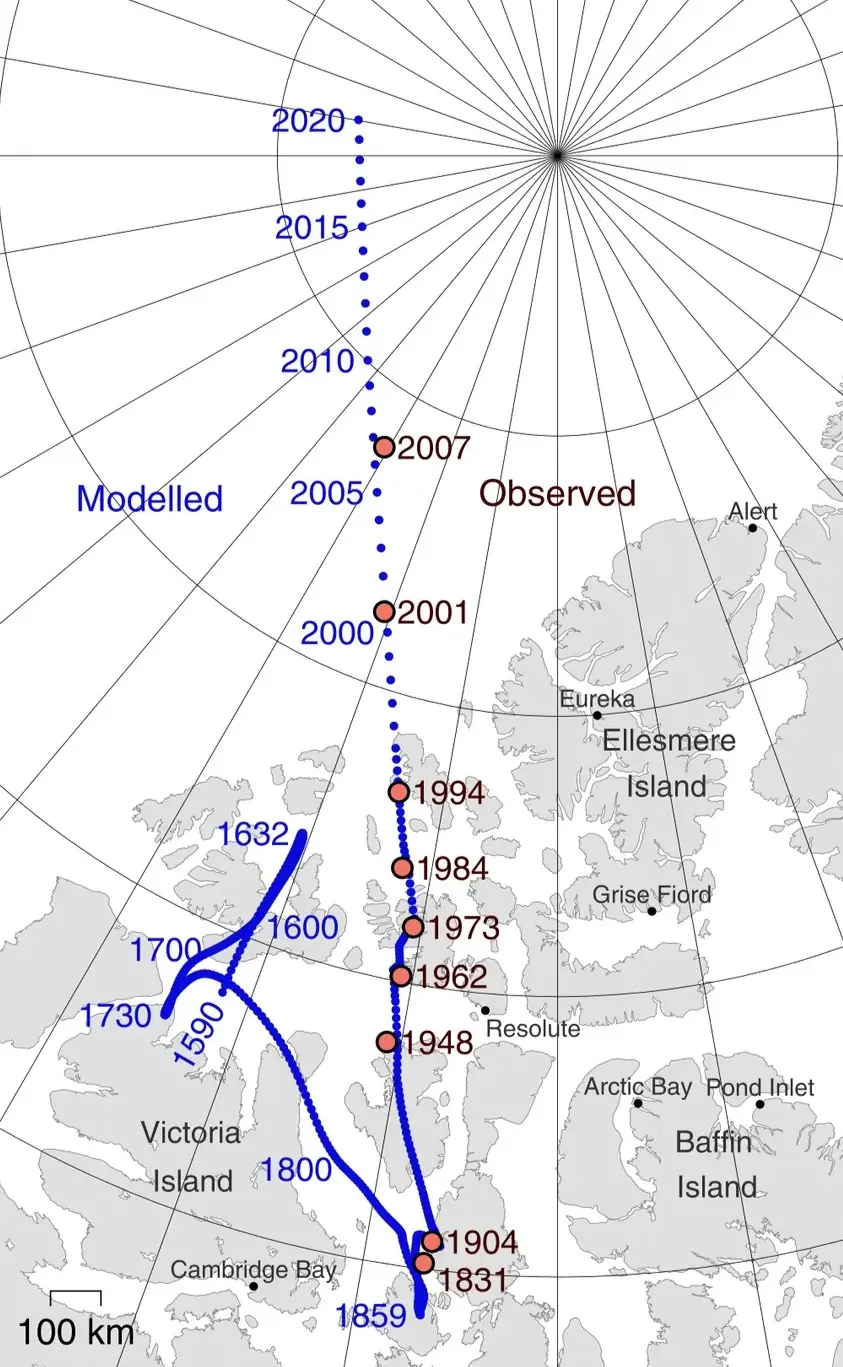 2020
2015
2010
2007
2005
Modelled
Observed
Alert
2001
2000
Eureka
Ellesmere
Island
1994
1632
1984
Grise Fiord
1600
1973
1700
1962
1730
1590
Resolute
1948
Arctic Bay
Pond Inlet
Victoria
Island
Baffin
Island
1800
1904
Cambridge Bay
1831
1859
100 km